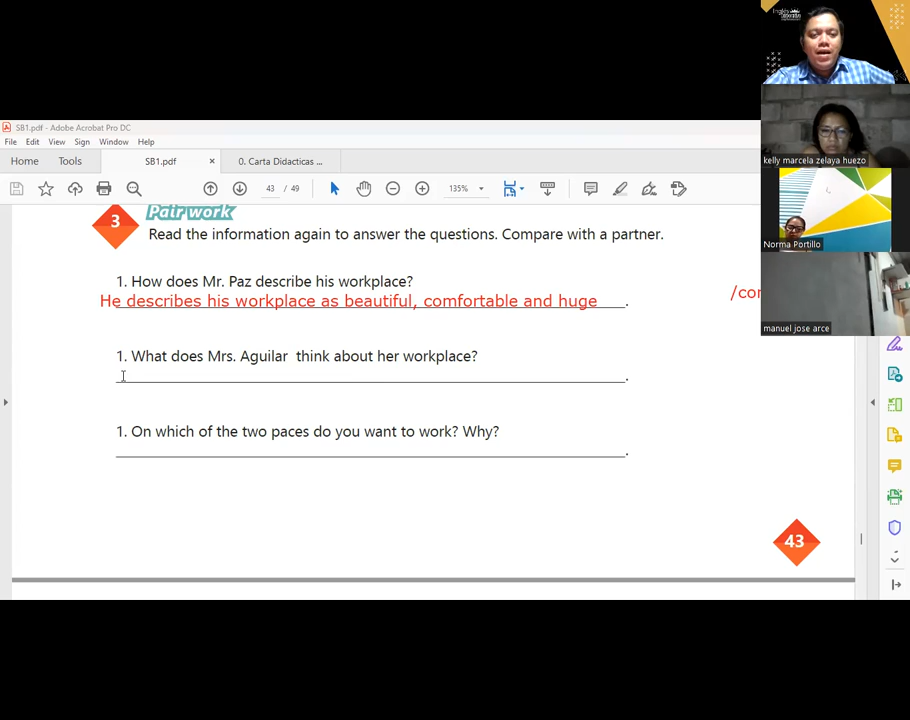 SB1.pdf - Adobe Acrobat Pro DC
File Edit View Sign Window Help
Home Tools SB1.pdf × 0. Carta Didacticas ...
43 / 49 135%
3 Pair work
Read the information again to answer the questions. Compare with a partner.
1. How does Mr. Paz describe his workplace?
He describes his workplace as beautiful, comfortable and huge.
/cor
1. What does Mrs. Aguilar think about her workplace?
1. On which of the two paces do you want to work? Why?
43
Inglés
kelly marcela zelaya huezo
Norma Portillo
manuel jose arce